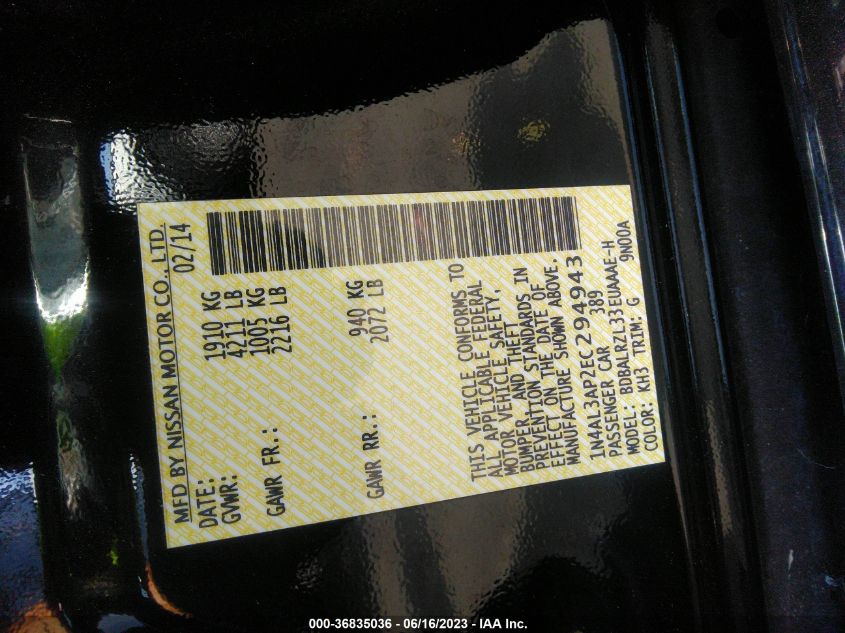 MFD BY NISSAN MOTOR CO., LTD.
DATE: 02/14
GVWR: 1910 KG
4211 LB
GAWR FR.: 1005 KG
2216 LB
GAWR RR.: 940 KG
2072 LB
THIS VEHICLE CONFORMS TO
ALL APPLICABLE FEDERAL
MOTOR VEHICLE SAFETY,
BUMPER AND THEFT
PREVENTION STANDARDS IN
EFFECT ON THE DATE OF
MANUFACTURE SHOWN ABOVE.
1N4AL3AP2EC294943
PASSENGER CAR 389
MODEL: BDBALRZL33EUAAAE-H
COLOR: KH3 TRIM: G 9N00A
000-36835036 - 06/16/2023 - IAA Inc.